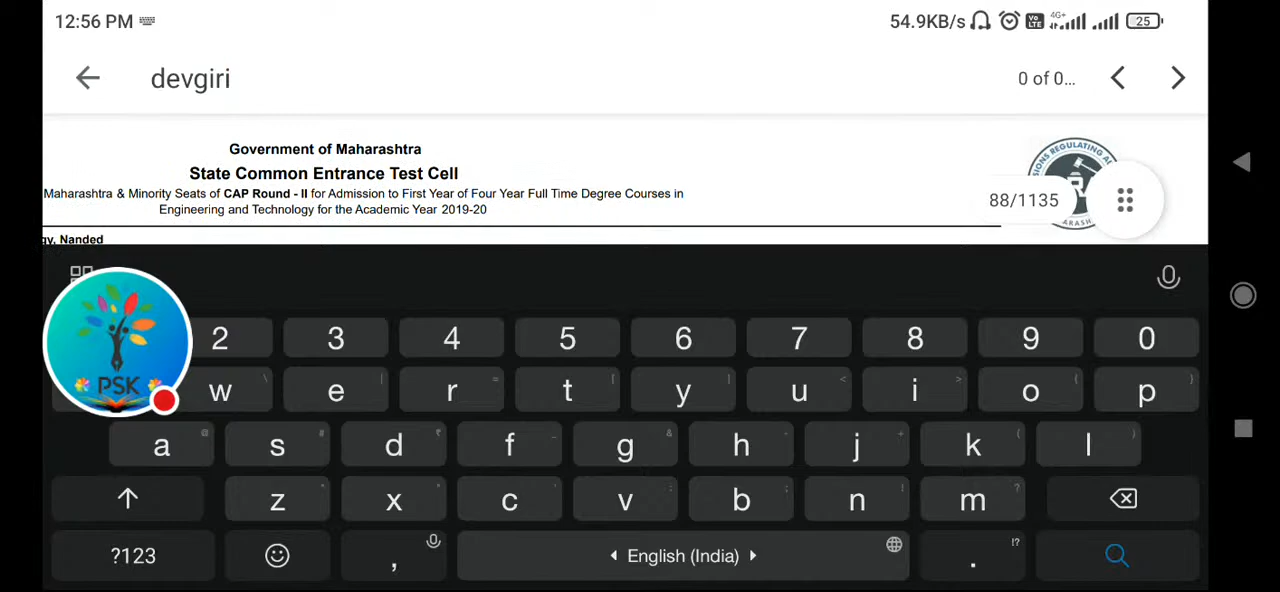 12:56 PM 54.9KB/s Vo LTE 4G+ 25
devgiri 0 of 0...
Government of Maharashtra
State Common Entrance Test Cell
Maharashtra & Minority Seats of CAP Round - II for Admission to First Year of Four Year Full Time Degree Courses in
Engineering and Technology for the Academic Year 2019-20
88/1135
gy, Nanded
2 3 4 5 6 7 8 9 0
w e r t y u i o p
PSK
a s d f g h j k l
z x c v b n m
?123 , English (India) . !?